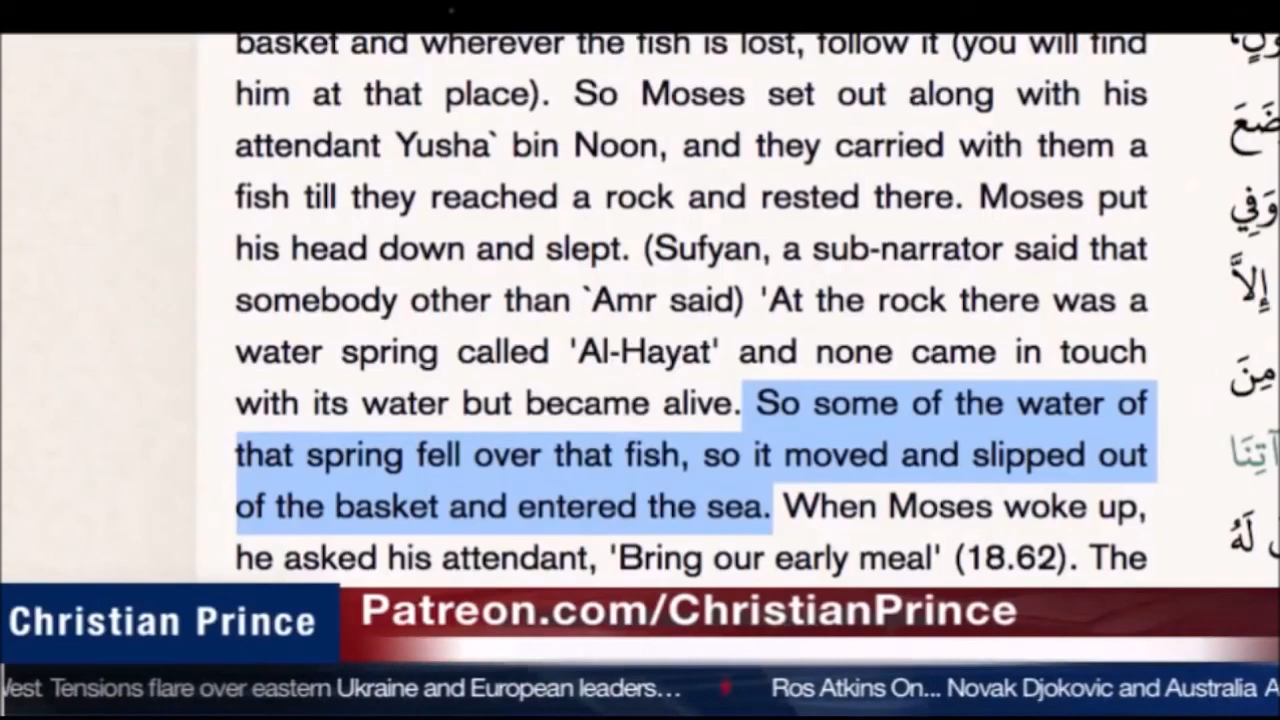 basket and wherever the fish is lost, follow it (you will find
him at that place). So Moses set out along with his
attendant Yusha` bin Noon, and they carried with them a
fish till they reached a rock and rested there. Moses put
his head down and slept. (Sufyan, a sub-narrator said that
somebody other than `Amr said) 'At the rock there was a
water spring called 'Al-Hayat' and none came in touch
with its water but became alive. So some of the water of
that spring fell over that fish, so it moved and slipped out
of the basket and entered the sea. When Moses woke up,
he asked his attendant, 'Bring our early meal' (18.62). The
وَفِي
إِلاَّ
مِنَ
لَهُ
Christian Prince
Patreon.com/ChristianPrince
West Tensions flare over eastern Ukraine and European leaders... Ros Atkins On... Novak Djokovic and Australia